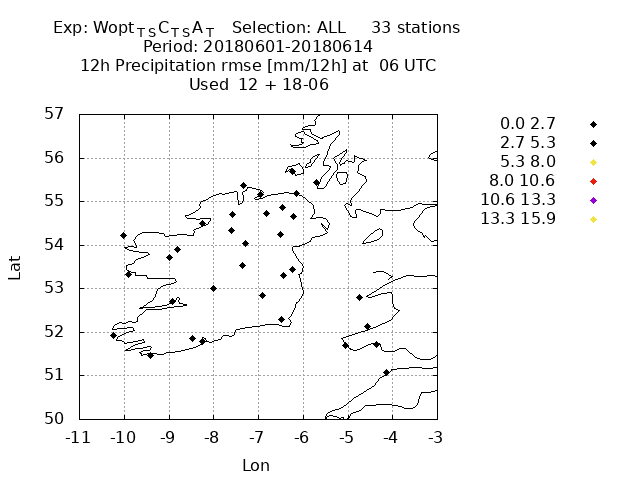 Exp: Wopt_TS C_TS A_T Selection: ALL 33 stations
Period: 20180601-20180614
12h Precipitation rmse [mm/12h] at 06 UTC
Used 12 + 18-06
57
56
55
54
53
52
51
50
-11 -10 -9 -8 -7 -6 -5 -4 -3
Lat
Lon
0.0 2.7
2.7 5.3
5.3 8.0
8.0 10.6
10.6 13.3
13.3 15.9